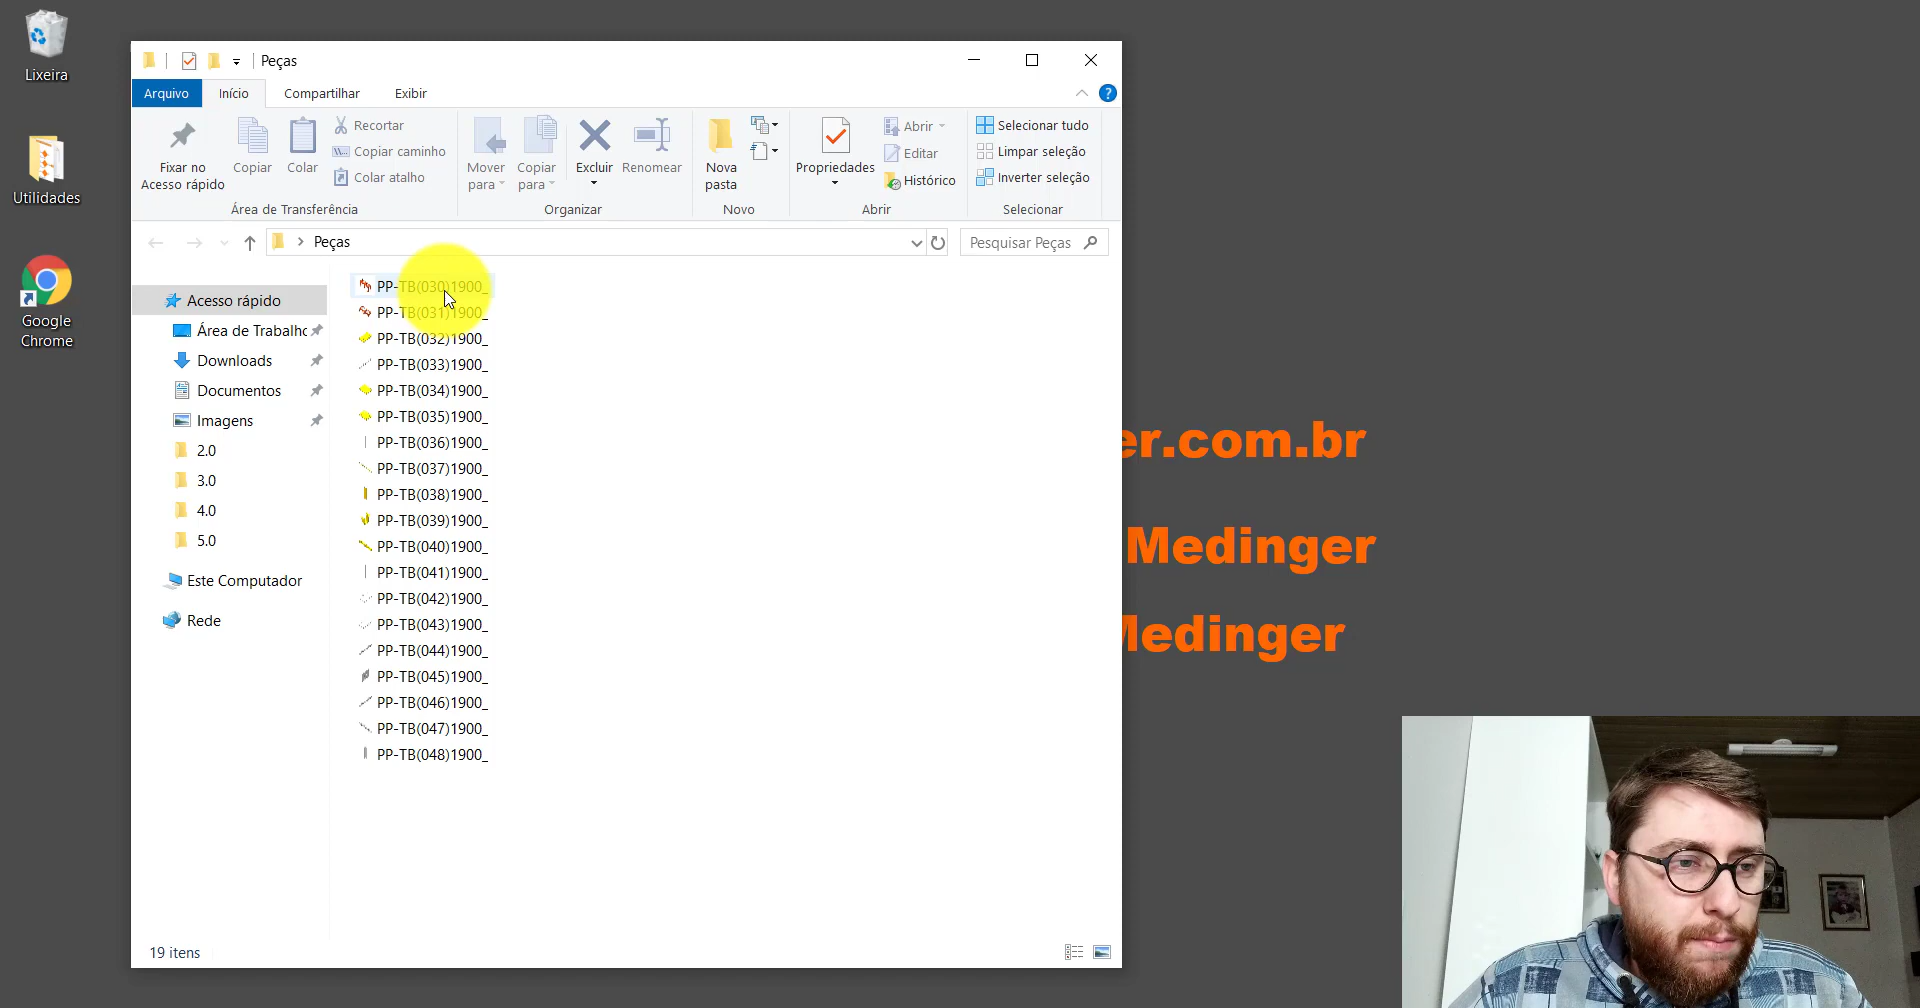 Lixeira
Utilidades
Google
Chrome
Peças
Arquivo
Início
Compartilhar
Exibir
Fixar no
Acesso rápido
Copiar
Colar
Recortar
Copiar caminho
Colar atalho
Área de Transferência
Mover
para
Copiar
para
Excluir
Renomear
Organizar
Nova
pasta
Novo
Propriedades
Abrir
Editar
Histórico
Abrir
Selecionar tudo
Limpar seleção
Inverter seleção
Selecionar
Peças
Pesquisar Peças
Acesso rápido
Área de Trabalho
Downloads
Documentos
Imagens
2.0
3.0
4.0
5.0
Este Computador
Rede
PP-TB(030)1900_
PP-TB(031)1900_
PP-TB(032)1900_
PP-TB(033)1900_
PP-TB(034)1900_
PP-TB(035)1900_
PP-TB(036)1900_
PP-TB(037)1900_
PP-TB(038)1900_
PP-TB(039)1900_
PP-TB(040)1900_
PP-TB(041)1900_
PP-TB(042)1900_
PP-TB(043)1900_
PP-TB(044)1900_
PP-TB(045)1900_
PP-TB(046)1900_
PP-TB(047)1900_
PP-TB(048)1900_
19 itens
er.com.br
Medinger
Medinger